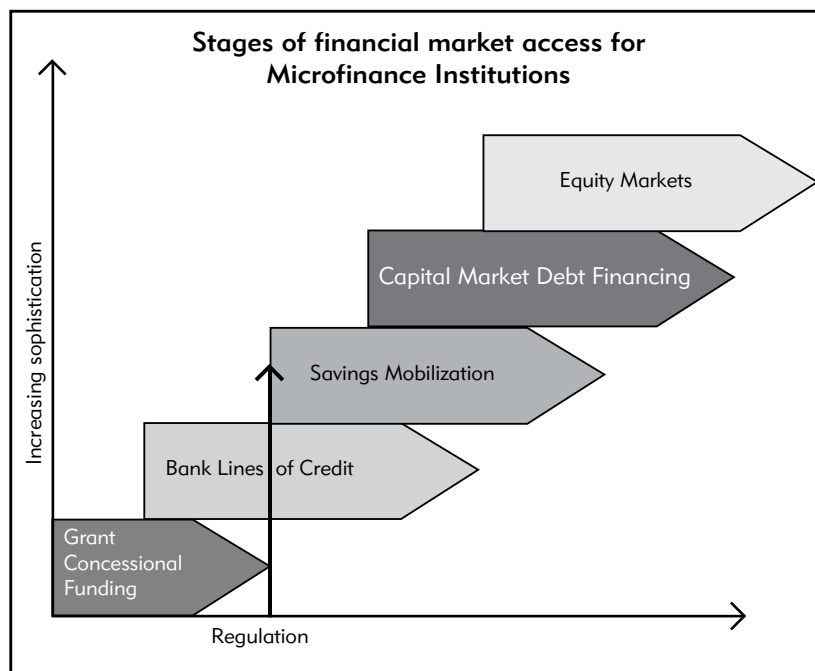 Stages of financial market access for
Microfinance Institutions
Equity Markets
Capital Market Debt Financing
Savings Mobilization
Bank Lines of Credit
Grant
Concessional
Funding
Increasing sophistication
Regulation